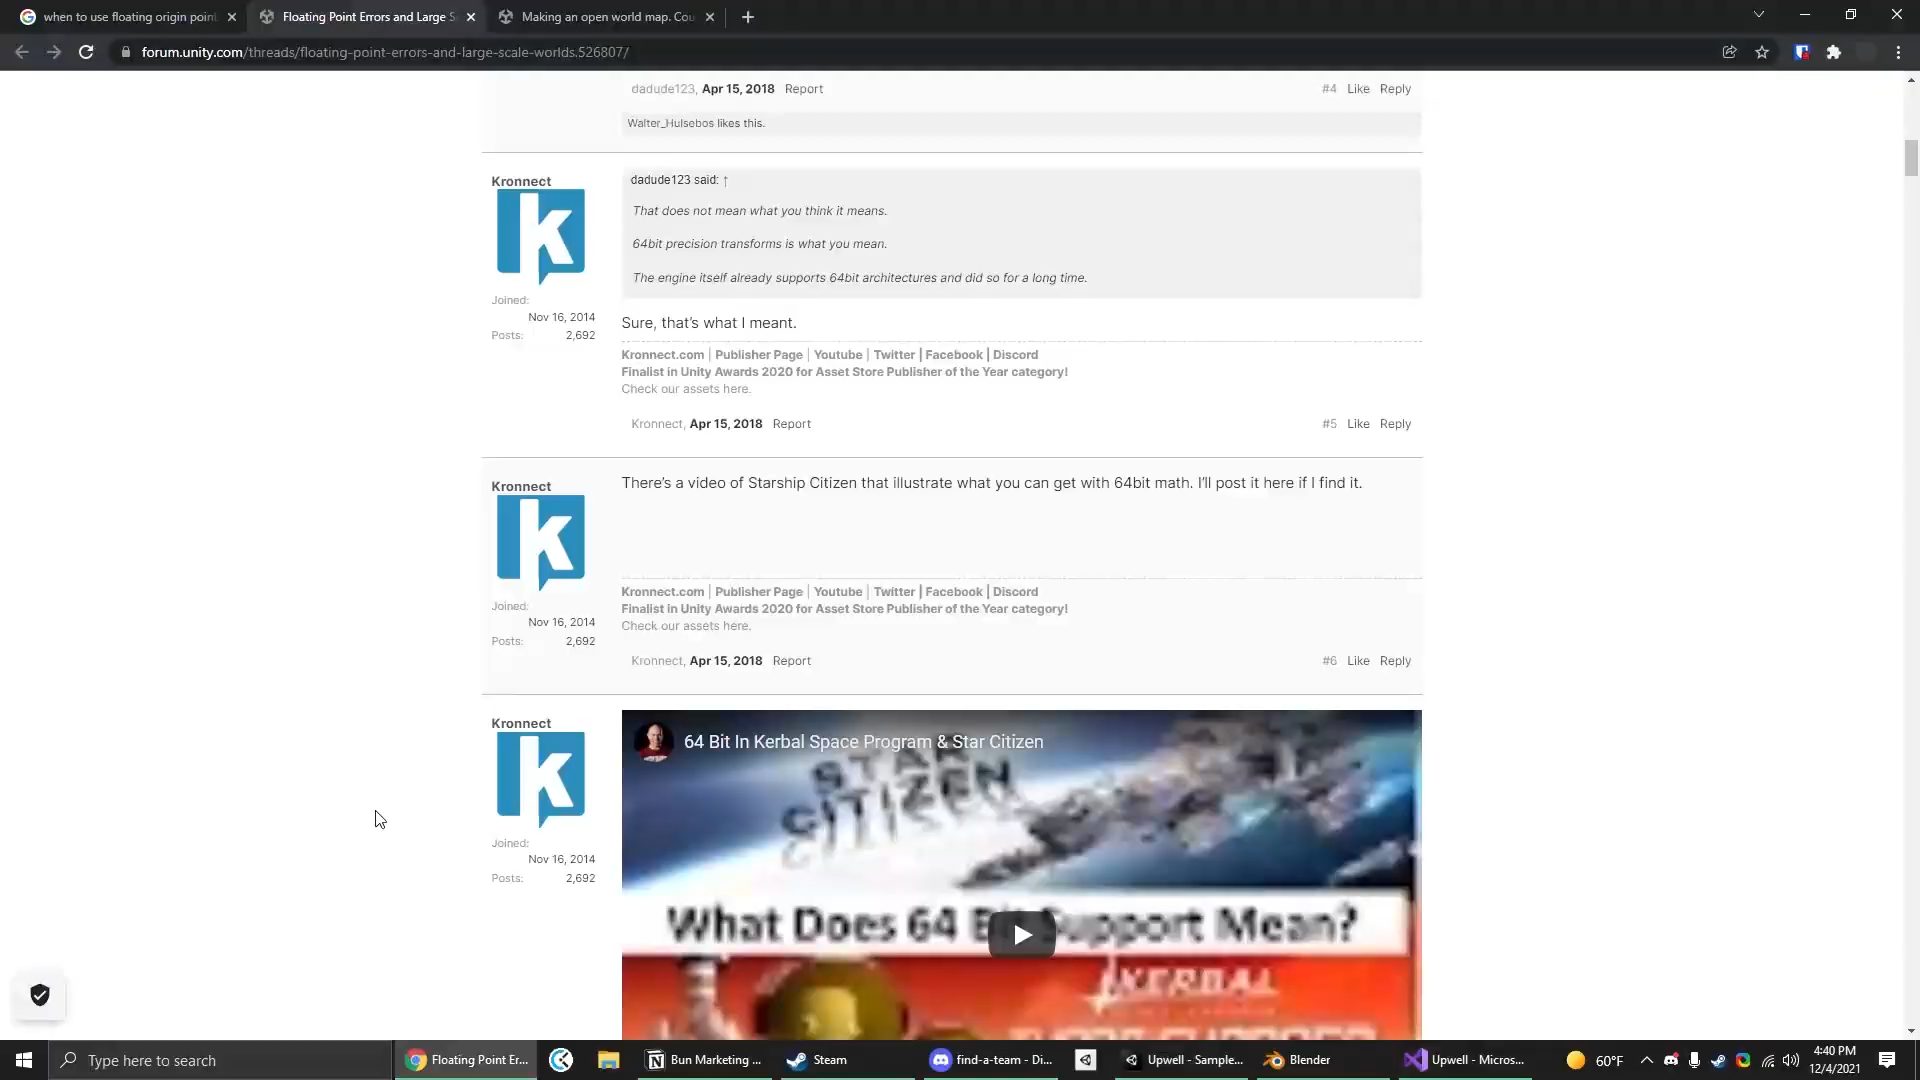 when to use floating origin poin
Floating Point Errors and Large S
Making an open world map. Cou
forum.unity.com/threads/floating-point-errors-and-large-scale-worlds.526807/
dadude123, Apr 15, 2018 Report #4 Like Reply
Walter_Hulsebos likes this.
Kronnect
Joined:
Nov 16, 2014
Posts: 2,692
dadude123 said: ↑
That does not mean what you think it means.
64bit precision transforms is what you mean.
The engine itself already supports 64bit architectures and did so for a long time.
Sure, that's what I meant.
Kronnect.com | Publisher Page | Youtube | Twitter | Facebook | Discord
Finalist in Unity Awards 2020 for Asset Store Publisher of the Year category!
Check our assets here.
Kronnect, Apr 15, 2018 Report #5 Like Reply
Kronnect
Joined:
Nov 16, 2014
Posts: 2,692
There's a video of Starship Citizen that illustrate what you can get with 64bit math. I'll post it here if I find it.
Kronnect.com | Publisher Page | Youtube | Twitter | Facebook | Discord
Finalist in Unity Awards 2020 for Asset Store Publisher of the Year category!
Check our assets here.
Kronnect, Apr 15, 2018 Report #6 Like Reply
Kronnect
Joined:
Nov 16, 2014
Posts: 2,692
64 Bit In Kerbal Space Program & Star Citizen
STAR
CITIZEN
What Does 64 Bit Support Mean?
KERBAL
Type here to search
Floating Point Er...
Bun Marketing ...
Steam
find-a-team - Di...
Upwell - Sample...
Blender
Upwell - Micros...
60°F
4:40 PM
12/4/2021